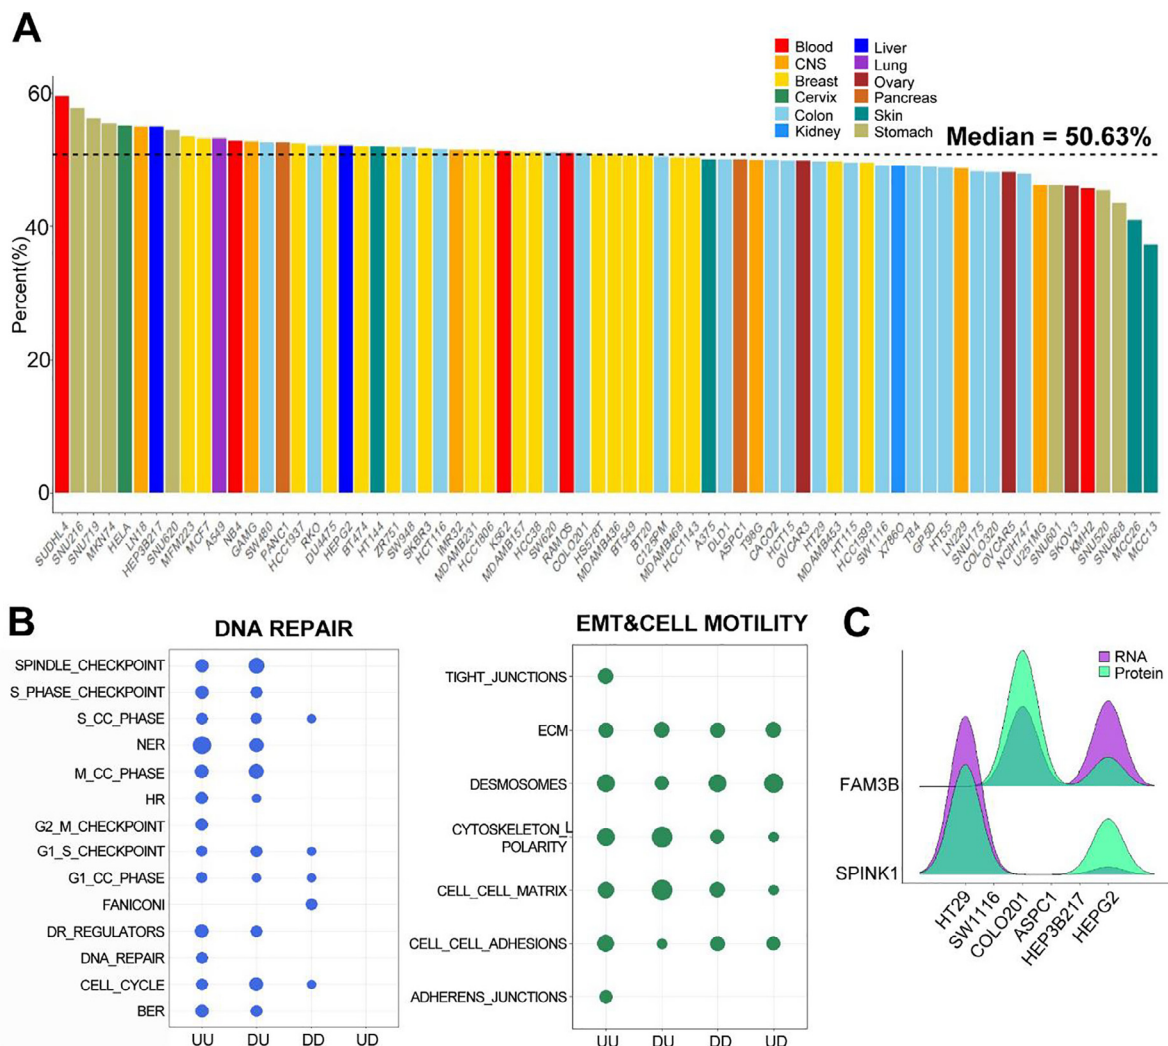 A
Blood
CNS
Breast
Cervix
Colon
Kidney
Liver
Lung
Ovary
Pancreas
Skin
Stomach
Median = 50.63%
Percent(%)
60
40
20
0
SUDHL4
SNU216
SNU719
MKN74
HELA
LN18
HEP3B217
SNU620
MFM223
MCF7
A549
NB4
GAMG
SW480
PANC1
HCC1937
RKO
DU4475
HEPG2
BT474
HT144
ZR751
SW948
SKBR3
HCT116
IMR32
MDAMB231
HCC1806
K562
MDAMB157
HCC38
SW620
RAMOS
COLO201
HS578T
MDAMB436
BT549
BT20
C125PM
MDAMB468
HCC1143
A375
DLD1
ASPC1
T98G
CACO2
HCT15
OVCAR3
HT29
MDAMB453
HT115
HCC1599
SW1116
X786O
T84
GP5D
HT55
LN229
SNU175
COLO320
OVCAR5
NCIH747
U251MG
SNU601
SKOV3
KMH2
SNU520
SNU668
MCC26
MCC13
B
DNA REPAIR
SPINDLE_CHECKPOINT
S_PHASE_CHECKPOINT
S_CC_PHASE
NER
M_CC_PHASE
HR
G2_M_CHECKPOINT
G1_S_CHECKPOINT
G1_CC_PHASE
FANICONI
DR_REGULATORS
DNA_REPAIR
CELL_CYCLE
BER
UU DU DD UD
EMT&CELL MOTILITY
TIGHT_JUNCTIONS
ECM
DESMOSOMES
CYTOSKELETON_L
POLARITY
CELL_CELL_MATRIX
CELL_CELL_ADHESIONS
ADHERENS_JUNCTIONS
UU DU DD UD
C
RNA
Protein
FAM3B
SPINK1
HT29
SW1116
COLO201
ASPC1
HEP3B217
HEPG2